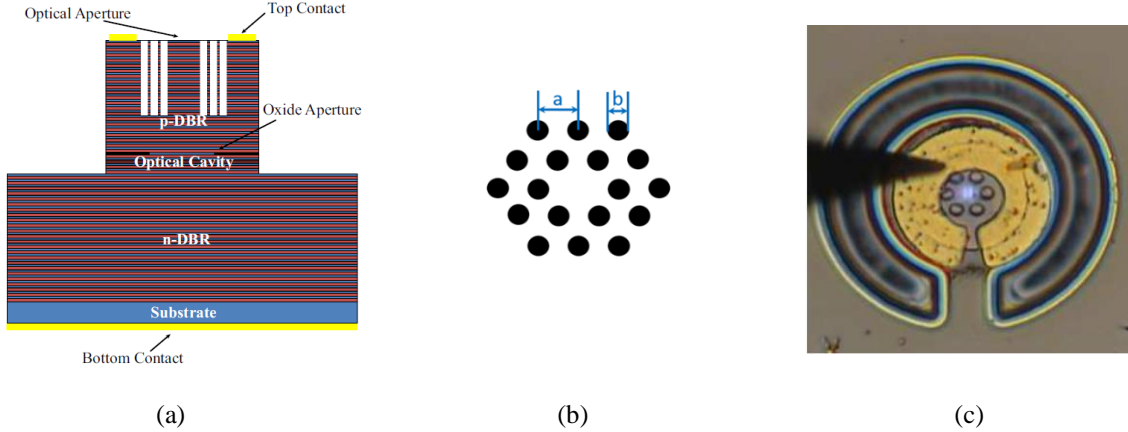 Optical Aperture
Top Contact
Oxide Aperture
p-DBR
Optical Cavity
n-DBR
Substrate
Bottom Contact
a
b
(a)
(b)
(c)